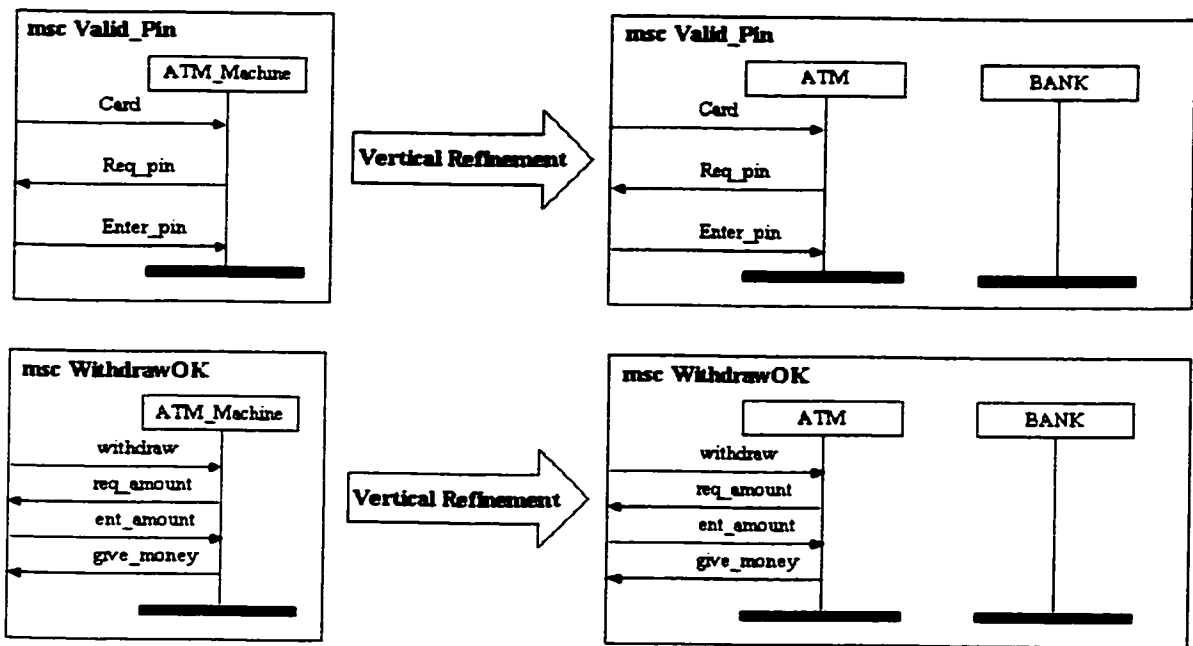 msc Valid_Pin
ATM_Machine
Card
Req_pin
Enter_pin
Vertical Refinement
msc Valid_Pin
ATM
BANK
Card
Req_pin
Enter_pin
msc WithdrawOK
ATM_Machine
withdraw
req_amount
ent_amount
give_money
Vertical Refinement
msc WithdrawOK
ATM
BANK
withdraw
req_amount
ent_amount
give_money